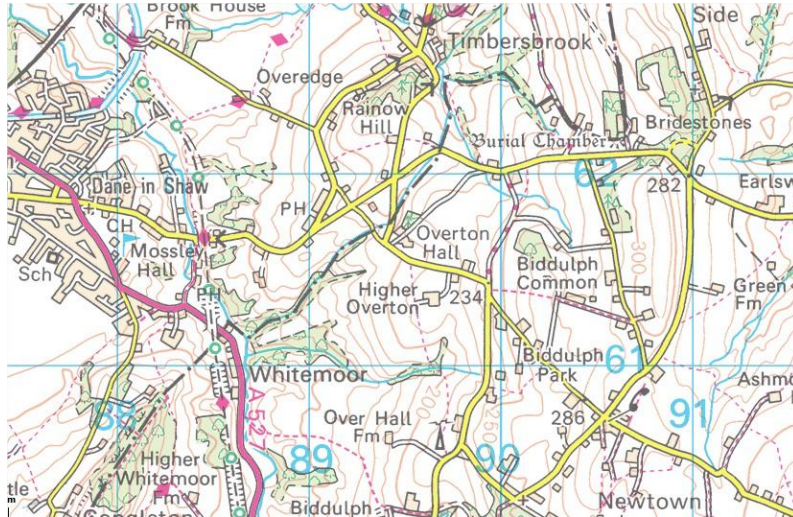 Brook House
Fm
Side
Timbersbrook
Overedge
Rainow
Hill
Bridestones
Burial Chamber
62
282
Dane in Shaw
Earlsw
CH
PH
Mossley
Hall
Overton
Hall
Sch
Biddulph
Common
300
Higher
Overton
234
Green
Fm
PH
Biddulph
Park
61
Whitemoor
Ashmo
A 527
88
Over Hall
Fm
286
91
250
89
90
Higher
Whitemoor
Fm
tle
Congleton
Biddulph
Newtown
m